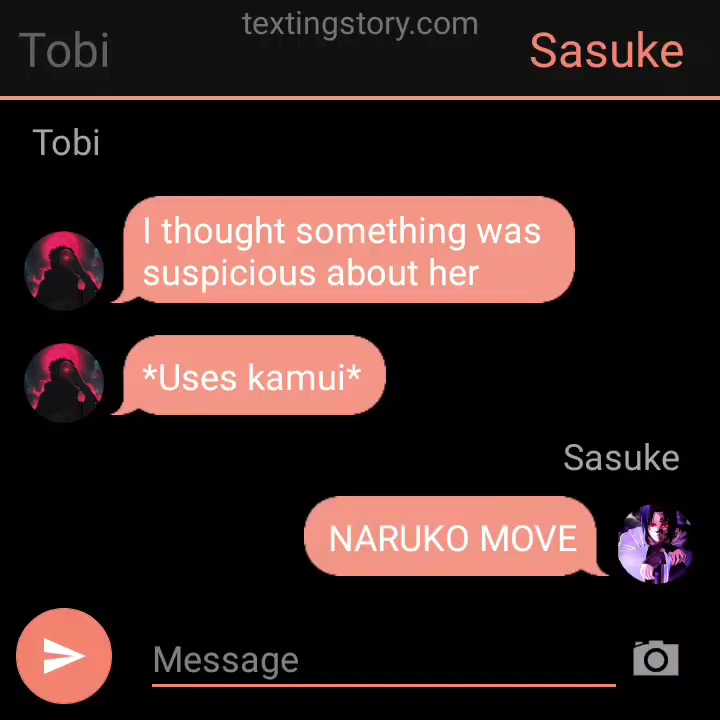 textingstory.com
Tobi
Sasuke
Tobi
I thought something was
suspicious about her
*Uses kamui*
Sasuke
NARUKO MOVE
Message